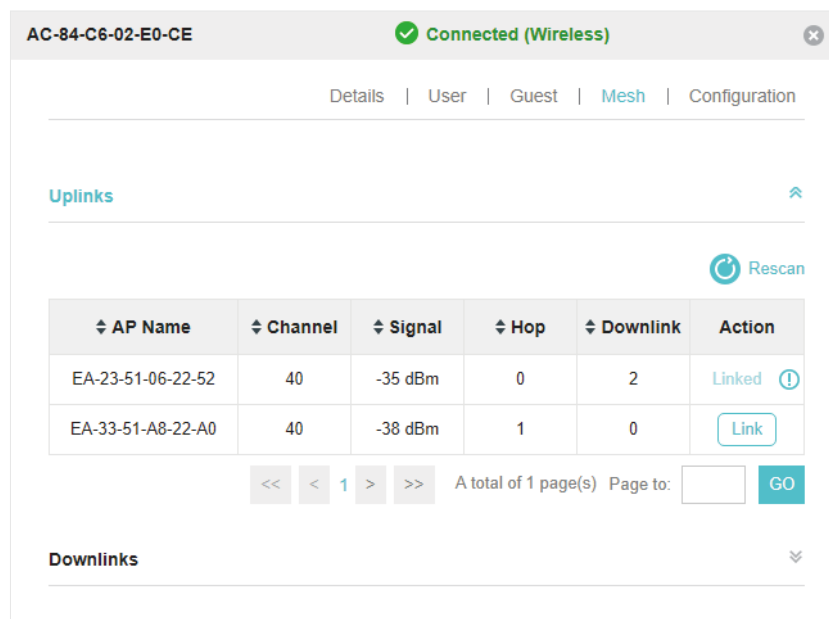 AC-84-C6-02-E0-CE Connected (Wireless)
Details | User | Guest | Mesh | Configuration
Uplinks
Rescan
AP Name Channel Signal Hop Downlink Action
EA-23-51-06-22-52 40 -35 dBm 0 2 Linked
EA-33-51-A8-22-A0 40 -38 dBm 1 0 Link
<< < 1 > >> A total of 1 page(s) Page to: GO
Downlinks